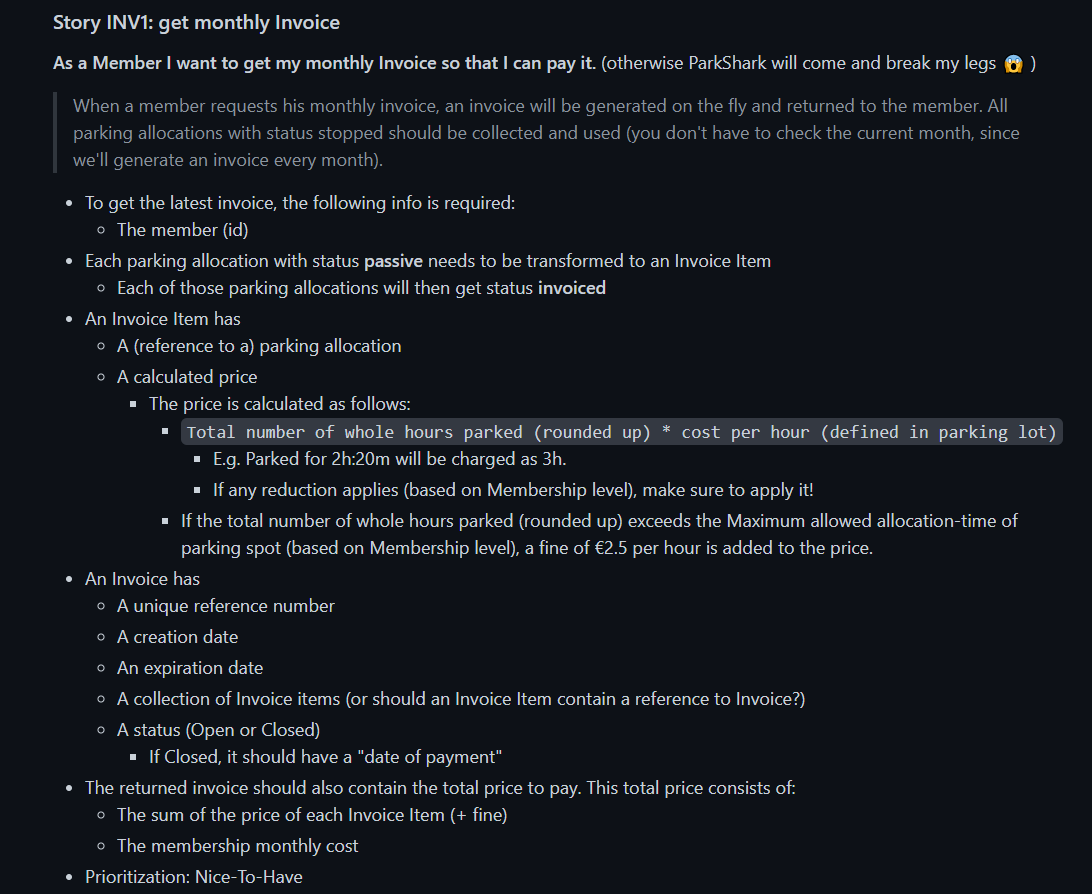 Story INV1: get monthly Invoice
As a Member I want to get my monthly Invoice so that I can pay it. (otherwise ParkShark will come and break my legs 😱 )
When a member requests his monthly invoice, an invoice will be generated on the fly and returned to the member. All
parking allocations with status stopped should be collected and used (you don't have to check the current month, since
we'll generate an invoice every month).
To get the latest invoice, the following info is required:
The member (id)
Each parking allocation with status passive needs to be transformed to an Invoice Item
Each of those parking allocations will then get status invoiced
An Invoice Item has
A (reference to a) parking allocation
A calculated price
The price is calculated as follows:
Total number of whole hours parked (rounded up) * cost per hour (defined in parking lot)
E.g. Parked for 2h:20m will be charged as 3h.
If any reduction applies (based on Membership level), make sure to apply it!
If the total number of whole hours parked (rounded up) exceeds the Maximum allowed allocation-time of
parking spot (based on Membership level), a fine of €2.5 per hour is added to the price.
An Invoice has
A unique reference number
A creation date
An expiration date
A collection of Invoice items (or should an Invoice Item contain a reference to Invoice?)
A status (Open or Closed)
If Closed, it should have a "date of payment"
The returned invoice should also contain the total price to pay. This total price consists of:
The sum of the price of each Invoice Item (+ fine)
The membership monthly cost
Prioritization: Nice-To-Have